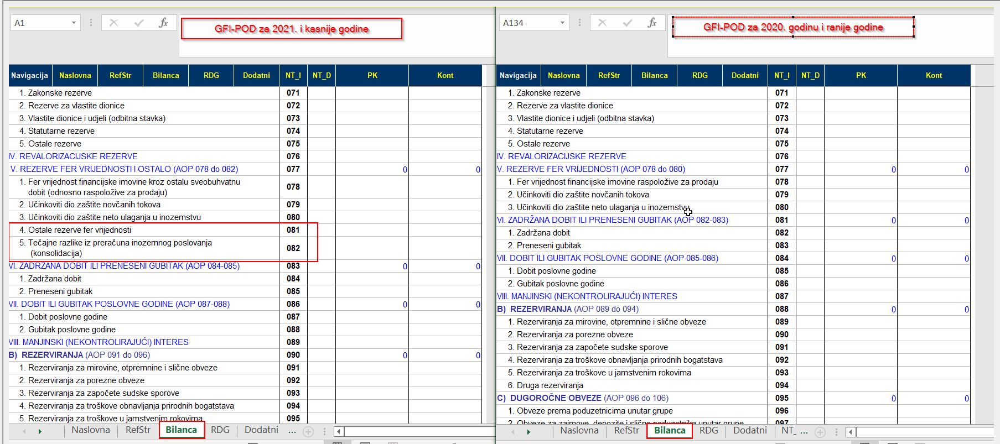 A1
fx
GFI-POD za 2021. i kasnije godine
Navigacija Naslovna RefStr Bilanca RDG Dodatni NT_I NT_D PK Kont
1. Zakonske rezerve 071
2. Rezerve za vlastite dionice 072
3. Vlastite dionice i udjeli (odbitna stavka) 073
4. Statutarne rezerve 074
5. Ostale rezerve 075
IV. REVALORIZACIJSKE REZERVE 076
V. REZERVE FER VRIJEDNOSTI I OSTALO (AOP 078 do 082) 077 0 0
1. Fer vrijednost financijske imovine kroz ostalu sveobuhvatnu
dobit (odnosno raspoložive za prodaju) 078
2. Učinkoviti dio zaštite novčanih tokova 079
3. Učinkoviti dio zaštite neto ulaganja u inozemstvu 080
4. Ostale rezerve fer vrijednosti 081
5. Tečajne razlike iz preračuna inozemnog poslovanja
(konsolidacija) 082
VI. ZADRŽANA DOBIT ILI PRENESENI GUBITAK (AOP 084-085) 083 0 0
1. Zadržana dobit 084
2. Preneseni gubitak 085
VII. DOBIT ILI GUBITAK POSLOVNE GODINE (AOP 087-088) 086 0 0
1. Dobit poslovne godine 087
2. Gubitak poslovne godine 088
VIII. MANJINSKI (NEKONTROLIRAJUĆI) INTERES 089
B) REZERVIRANJA (AOP 091 do 096) 090 0 0
1. Rezerviranja za mirovine, otpremnine i slične obveze 091
2. Rezerviranja za porezne obveze 092
3. Rezerviranja za započete sudske sporove 093
4. Rezerviranja za troškove obnavljanja prirodnih bogatstava 094
5. Rezerviranja za troškove u jamstvenim rokovima 095
Naslovna RefStr Bilanca RDG Dodatni ...
A134
fx
GFI-POD za 2020. godinu i ranije godine
Navigacija Naslovna RefStr Bilanca RDG Dodatni NT_I NT_D PK Kont
1. Zakonske rezerve 071
2. Rezerve za vlastite dionice 072
3. Vlastite dionice i udjeli (odbitna stavka) 073
4. Statutarne rezerve 074
5. Ostale rezerve 075
IV. REVALORIZACIJSKE REZERVE 076
V. REZERVE FER VRIJEDNOSTI (AOP 078 do 080) 077 0 0
1. Fer vrijednost financijske imovine raspoložive za prodaju 078
2. Učinkoviti dio zaštite novčanih tokova 079
3. Učinkoviti dio zaštite neto ulaganja u inozemstvu 080
VI. ZADRŽANA DOBIT ILI PRENESENI GUBITAK (AOP 082-083) 081 0 0
1. Zadržana dobit 082
2. Preneseni gubitak 083
VII. DOBIT ILI GUBITAK POSLOVNE GODINE (AOP 085-086) 084 0 0
1. Dobit poslovne godine 085
2. Gubitak poslovne godine 086
VIII. MANJINSKI (NEKONTROLIRAJUĆI) INTERES 087
B) REZERVIRANJA (AOP 089 do 094) 088 0 0
1. Rezerviranja za mirovine, otpremnine i slične obveze 089
2. Rezerviranja za porezne obveze 090
3. Rezerviranja za započete sudske sporove 091
4. Rezerviranja za troškove obnavljanja prirodnih bogatstava 092
5. Rezerviranja za troškove u jamstvenim rokovima 093
6. Druga rezerviranja 094
C) DUGOROČNE OBVEZE (AOP 096 do 106) 095 0 0
1. Obveze prema poduzetnicima unutar grupe 096
2. Obveze za zajmove, depozite i slično poduzetnika unutar grupe 097
Naslovna RefStr Bilanca RDG Dodatni NT_ ...